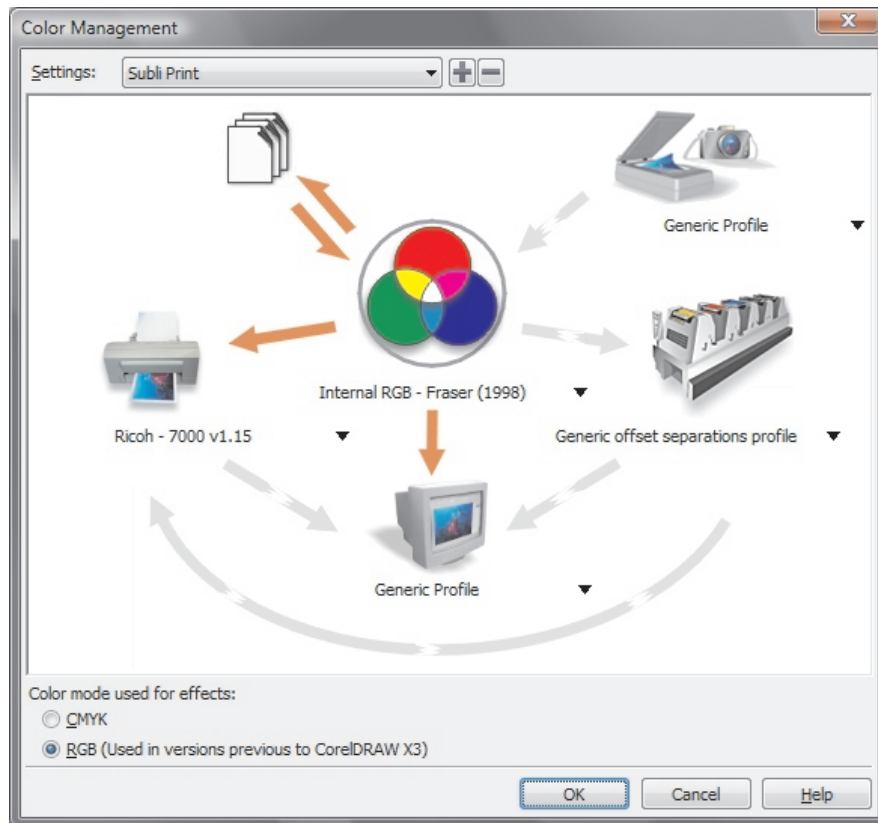 Color Management
Settings: Subli Print
Generic Profile
Internal RGB - Fraser (1998)
Ricoh - 7000 v1.15
Generic offset separations profile
Generic Profile
Color mode used for effects:
CMYK
RGB (Used in versions previous to CorelDRAW X3)
OK Cancel Help